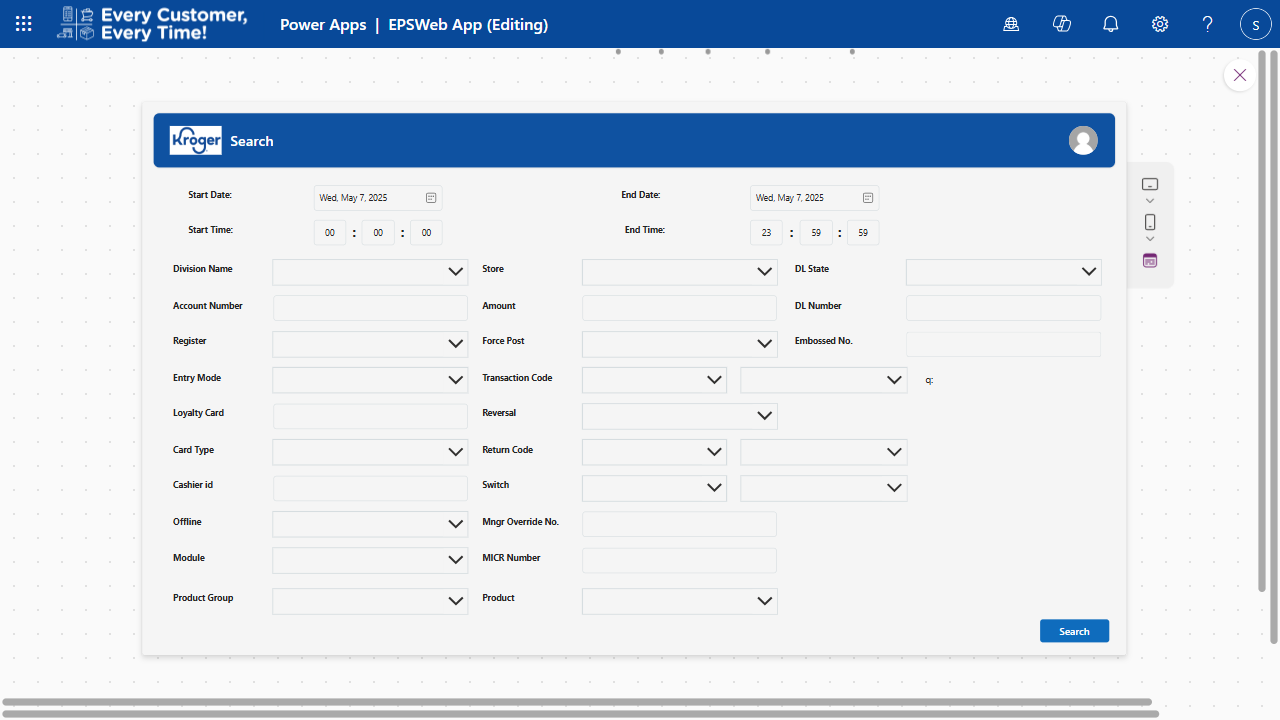 Every Customer,
Every Time!
Power Apps | EPSWeb App (Editing)
S
Kroger
Search
Start Date:
Wed, May 7, 2025
End Date:
Wed, May 7, 2025
Start Time:
00 : 00 : 00
End Time:
23 : 59 : 59
Division Name
Store
DL State
Account Number
Amount
DL Number
Register
Force Post
Embossed No.
Entry Mode
Transaction Code
q:
Loyalty Card
Reversal
Card Type
Return Code
Cashier id
Switch
Offline
Mngr Override No.
Module
MICR Number
Product Group
Product
Search